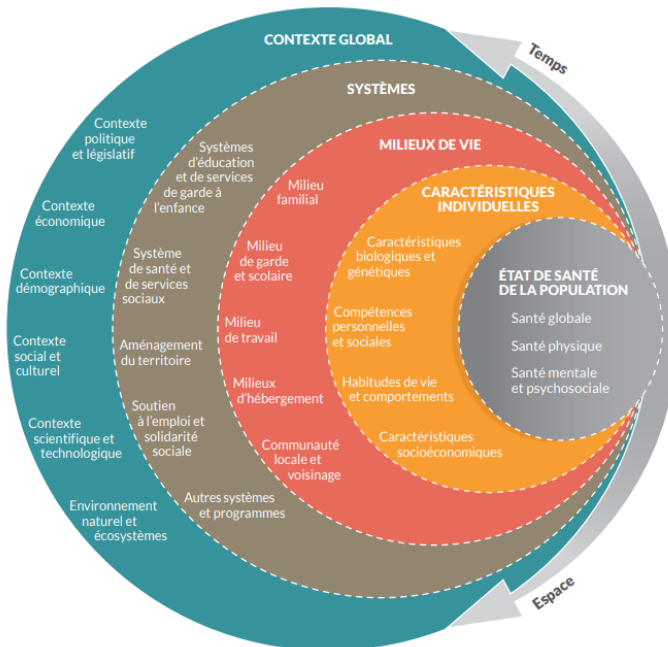 CONTEXTE GLOBAL
Temps
SYSTÈMES
Contexte
politique
et législatif
Contexte
économique
Contexte
démographique
Contexte
social et
culturel
Contexte
scientifique et
technologique
Environnement
naturel et
écosystèmes
Systèmes
d'éducation
et de services
de garde à
l'enfance
Système
de santé et
de services
sociaux
Aménagement
du territoire
Soutien
à l'emploi et
solidarité
sociale
Autres systèmes
et programmes
MILIEUX DE VIE
Milieu
familial
Milieu
de garde
et scolaire
Milieu
de travail
Milieux
d'hébergement
Communauté
locale et
voisinage
CARACTÉRISTIQUES
INDIVIDUELLES
Caractéristiques
biologiques et
génétiques
Compétences
personnelles
et sociales
Habitudes de vie
et comportements
Caractéristiques
socioéconomiques
ÉTAT DE SANTÉ
DE LA POPULATION
Santé globale
Santé physique
Santé mentale
et psychosociale
Espace